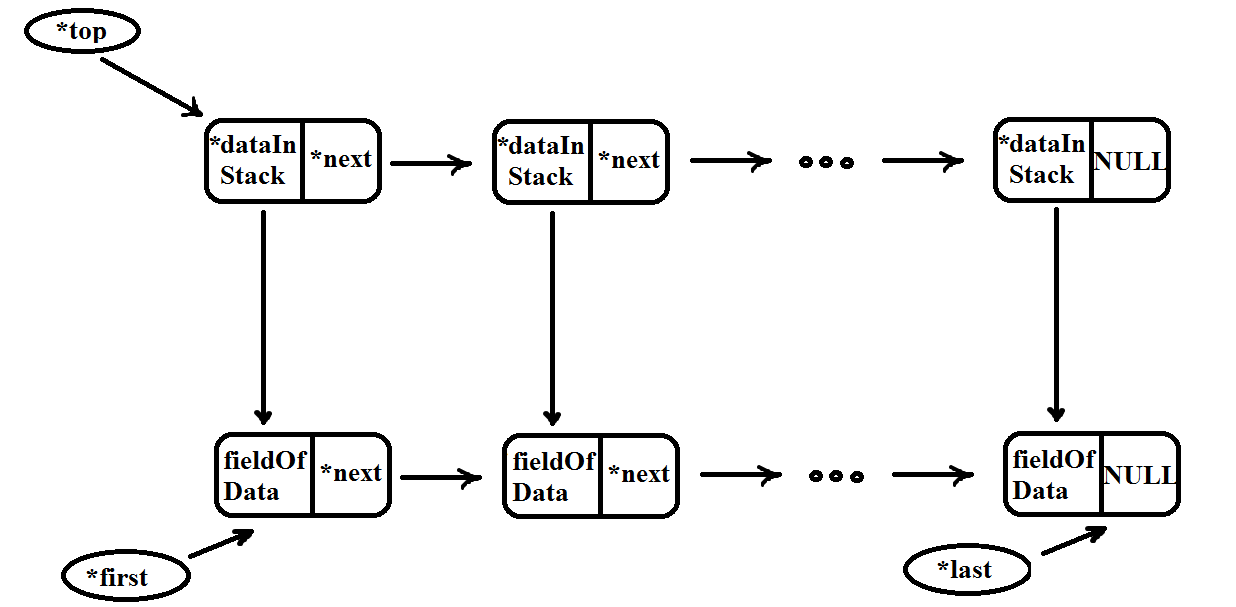 *top
*dataIn
Stack
*next
*dataIn
Stack
*next
*dataIn
Stack
NULL
fieldOf
Data
*next
fieldOf
Data
*next
fieldOf
Data
NULL
*first
*last